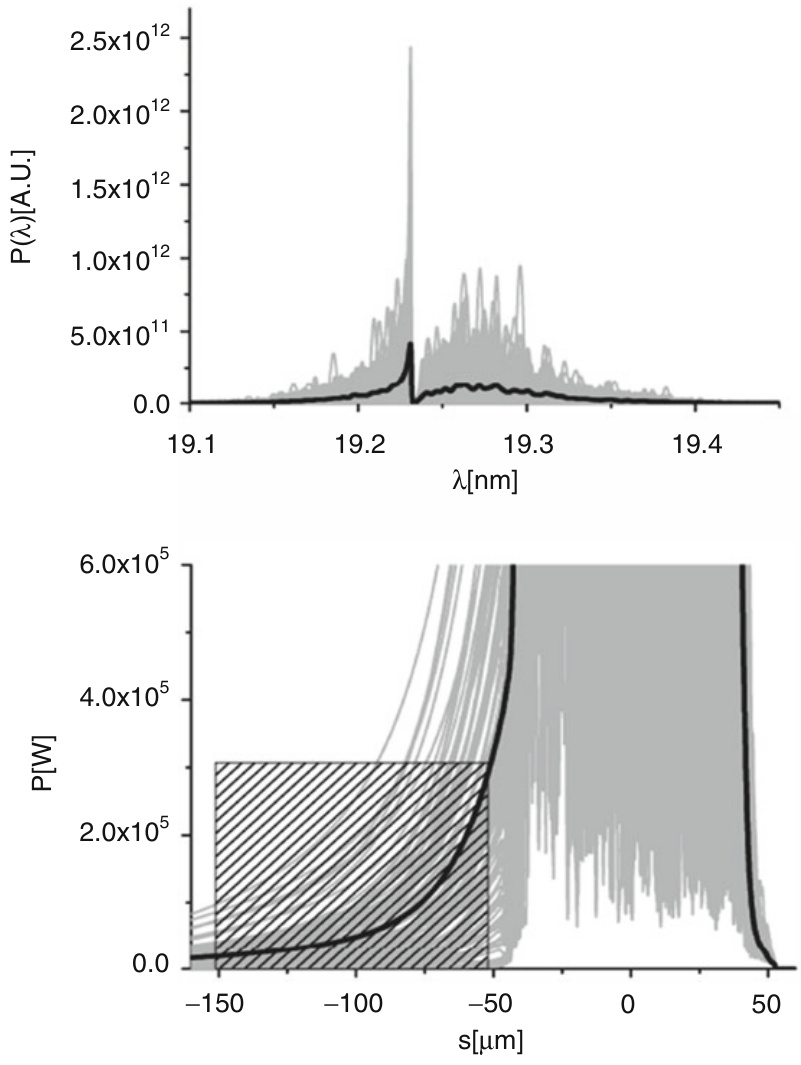 2.5x10¹²
2.0x10¹²
1.5x10¹²
1.0x10¹²
5.0x10¹¹
0.0
P(λ)[A.U.]
19.1 19.2 19.3 19.4
λ[nm]
6.0x10⁵
4.0x10⁵
2.0x10⁵
0.0
P[W]
−150 −100 −50 0 50
s[μm]